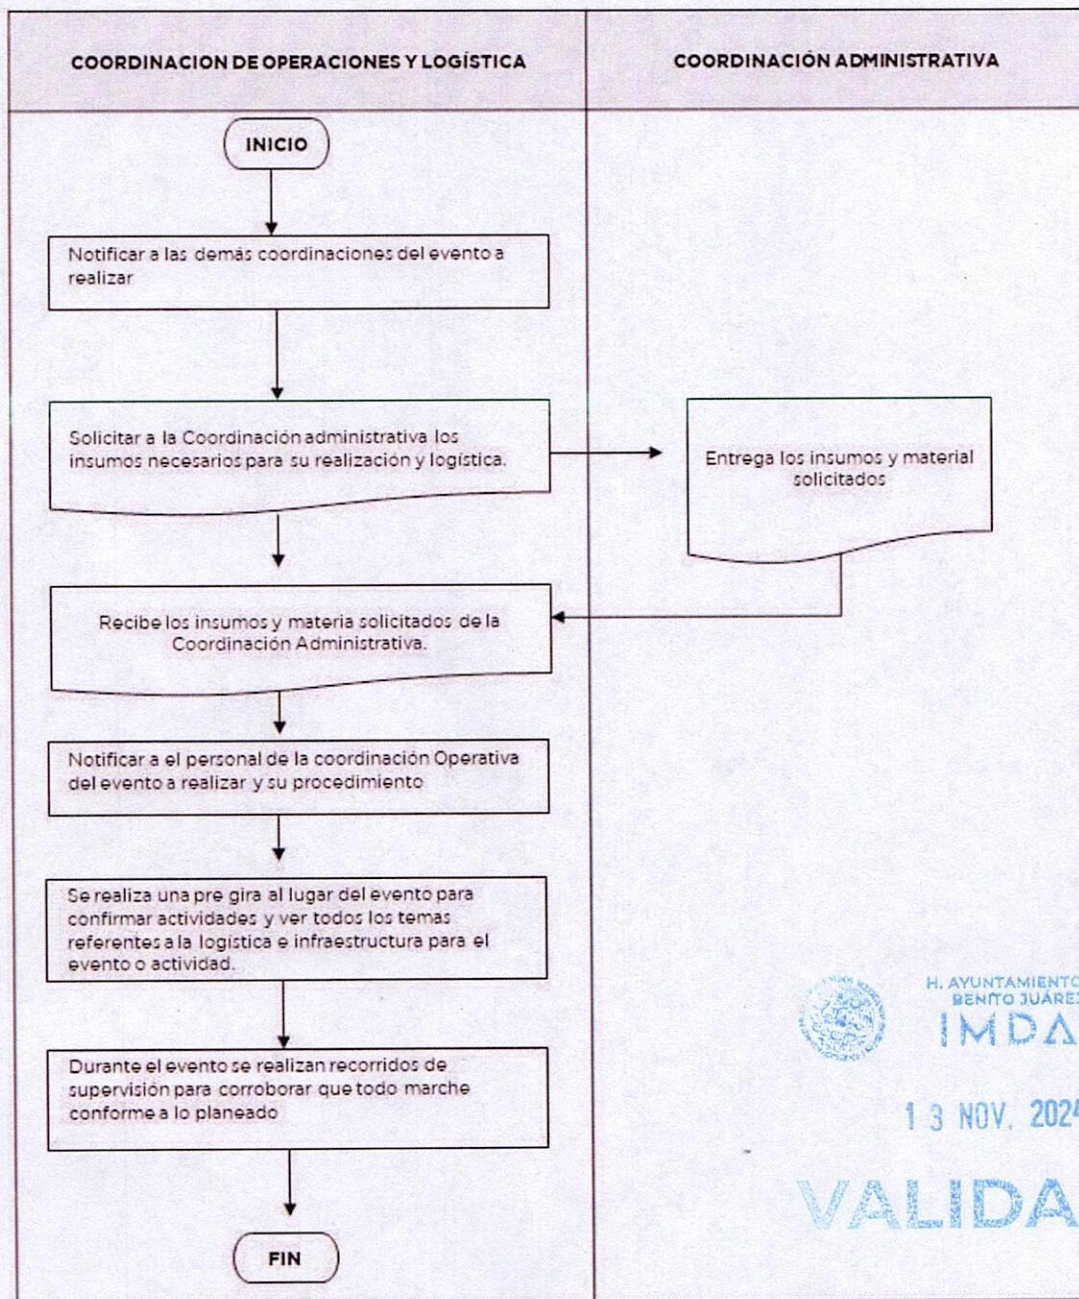 COORDINACION DE OPERACIONES Y LOGÍSTICA
COORDINACIÓN ADMINISTRATIVA
INICIO
Notificar a las demás coordinaciones del evento a
realizar
Solicitar a la Coordinación administrativa los
insumos necesarios para su realización y logística.
Entrega los insumos y material
solicitados
Recibe los insumos y materia solicitados de la
Coordinación Administrativa.
Notificar a el personal de la coordinación Operativa
del evento a realizar y su procedimiento
Se realiza una pre gira al lugar del evento para
confirmar actividades y ver todos los temas
referentes a la logística e infraestructura para el
evento o actividad.
Durante el evento se realizan recorridos de
supervisión para corroborar que todo marche
conforme a lo planeado
FIN
H. AYUNTAMIENTO
BENITO JUÁREZ
IMDA
13 NOV. 2024
VALIDA